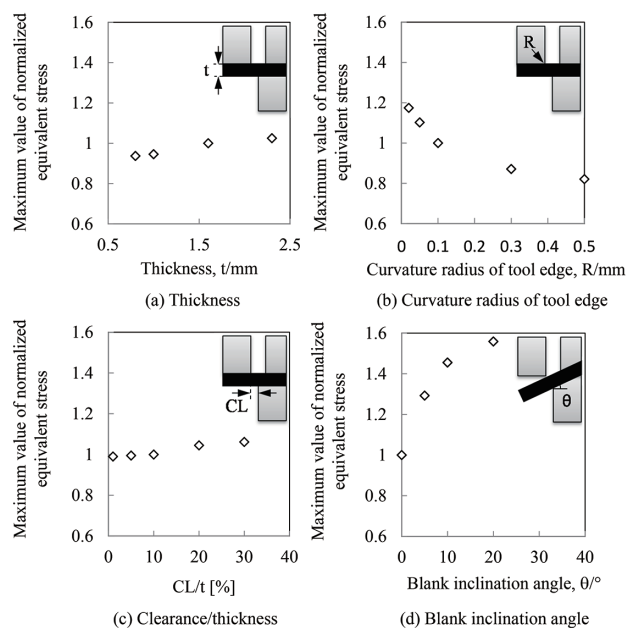 Maximum value of normalized
equivalent stress
1.6
1.4
1.2
1
0.8
0.6
t
0.5
1.5
2.5
Thickness, t/mm
(a) Thickness
Maximum value of normalized
equivalent stress
1.6
1.4
1.2
1
0.8
0.6
R
0
0.1
0.2
0.3
0.4
0.5
Curvature radius of tool edge, R/mm
(b) Curvature radius of tool edge
Maximum value of normalized
equivalent stress
1.6
1.4
1.2
1
0.8
0.6
CL
0
10
20
30
40
CL/t [%]
(c) Clearance/thickness
Maximum value of normalized
equivalent stress
1.6
1.4
1.2
1
0.8
0.6
θ
0
10
20
30
40
Blank inclination angle, θ/°
(d) Blank inclination angle